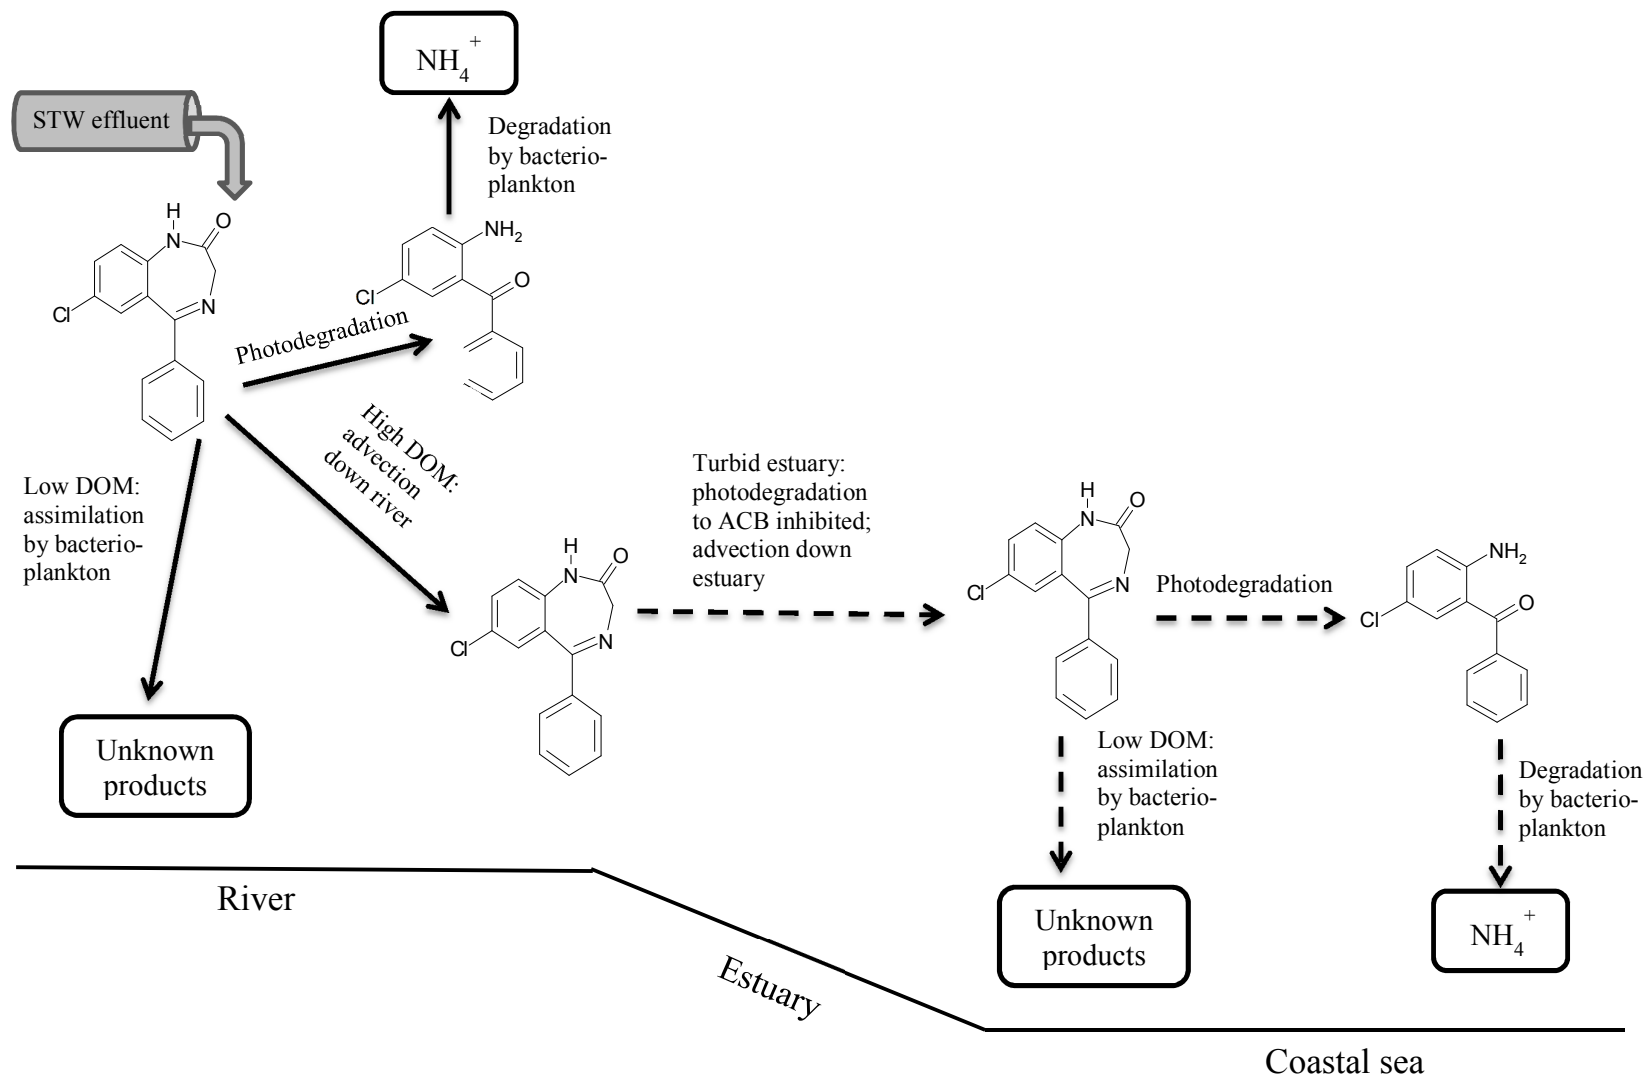 NH4+
STW effluent
Degradation
by bacterio-
plankton
H
N
O
N
Cl
NH2
O
Cl
Photodegradation
High DOM:
advection
down river
Low DOM:
assimilation
by bacterio-
plankton
Unknown
products
H
N
O
N
Cl
Turbid estuary:
photodegradation
to ACB inhibited;
advection down
estuary
H
N
O
N
Cl
Photodegradation
NH2
O
Cl
Low DOM:
assimilation
by bacterio-
plankton
Degradation
by bacterio-
plankton
Unknown
products
NH4+
River
Estuary
Coastal sea